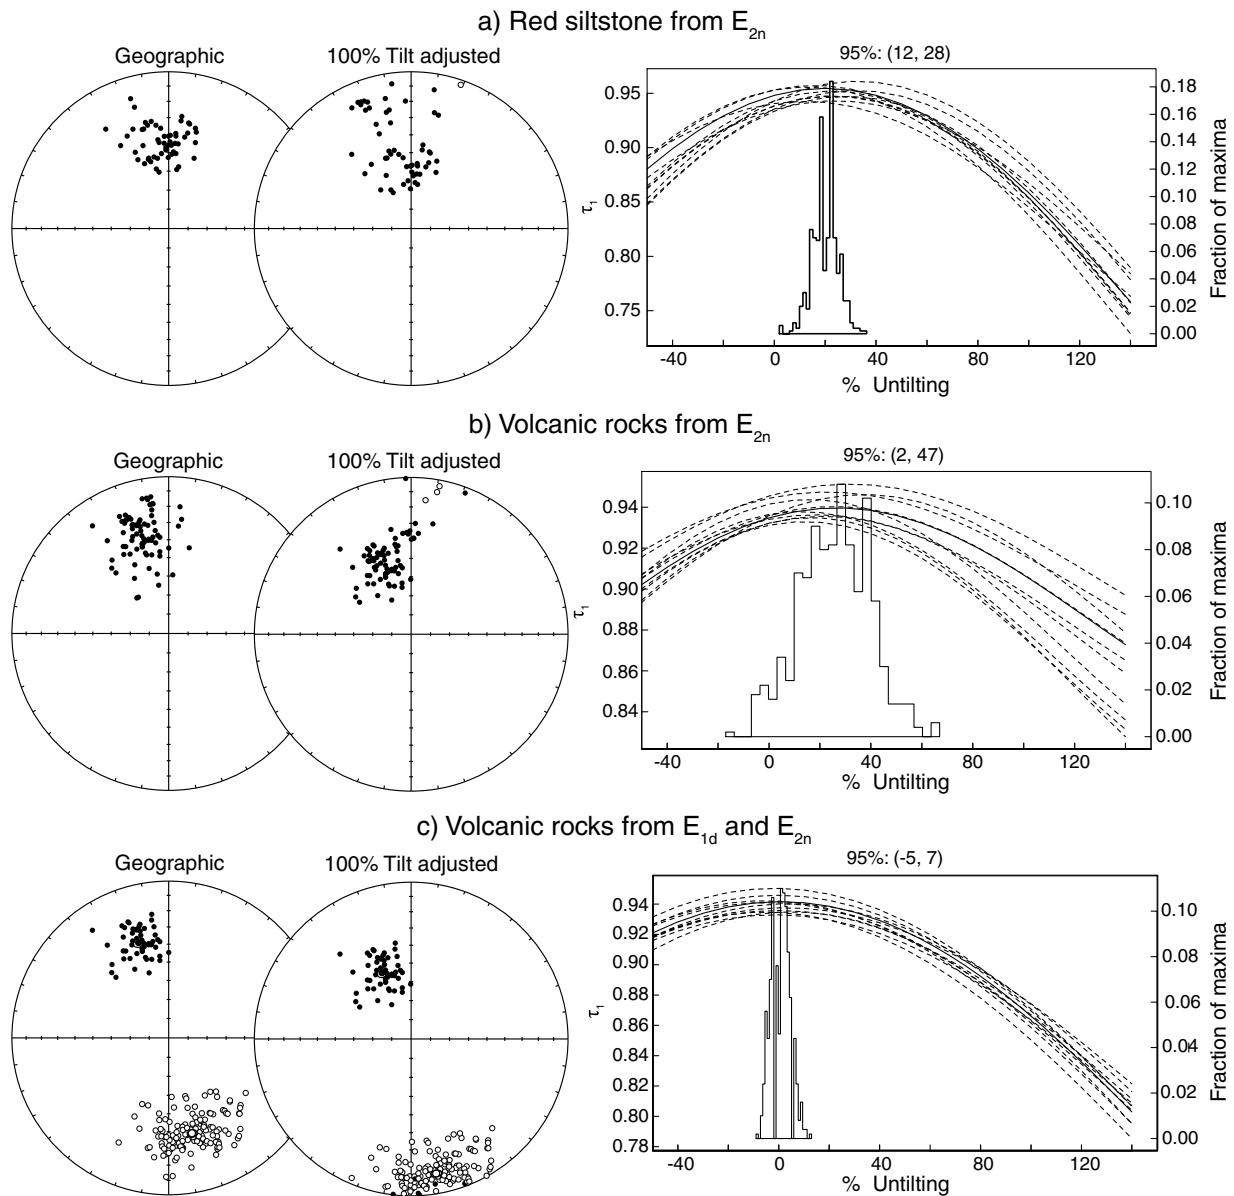 a) Red siltstone from E2n
Geographic
100% Tilt adjusted
95%: (12, 28)
0.95
0.90
0.85
0.80
0.75
τ1
0.18
0.16
0.14
0.12
0.10
0.08
0.06
0.04
0.02
0.00
Fraction of maxima
-40 0 40 80 120
% Untilting
b) Volcanic rocks from E2n
Geographic
100% Tilt adjusted
95%: (2, 47)
0.94
0.92
0.90
0.88
0.86
0.84
τ1
0.10
0.08
0.06
0.04
0.02
0.00
Fraction of maxima
-40 0 40 80 120
% Untilting
c) Volcanic rocks from E1d and E2n
Geographic
100% Tilt adjusted
95%: (-5, 7)
0.94
0.92
0.90
0.88
0.86
0.84
0.82
0.80
0.78
τ1
0.10
0.08
0.06
0.04
0.02
0.00
Fraction of maxima
-40 0 40 80 120
% Untilting